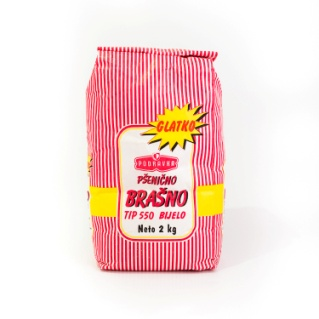 GLATKO
PODRAVKA
PŠENIČNO
BRAŠNO
TIP 550 BIJELO
Neto 2 kg